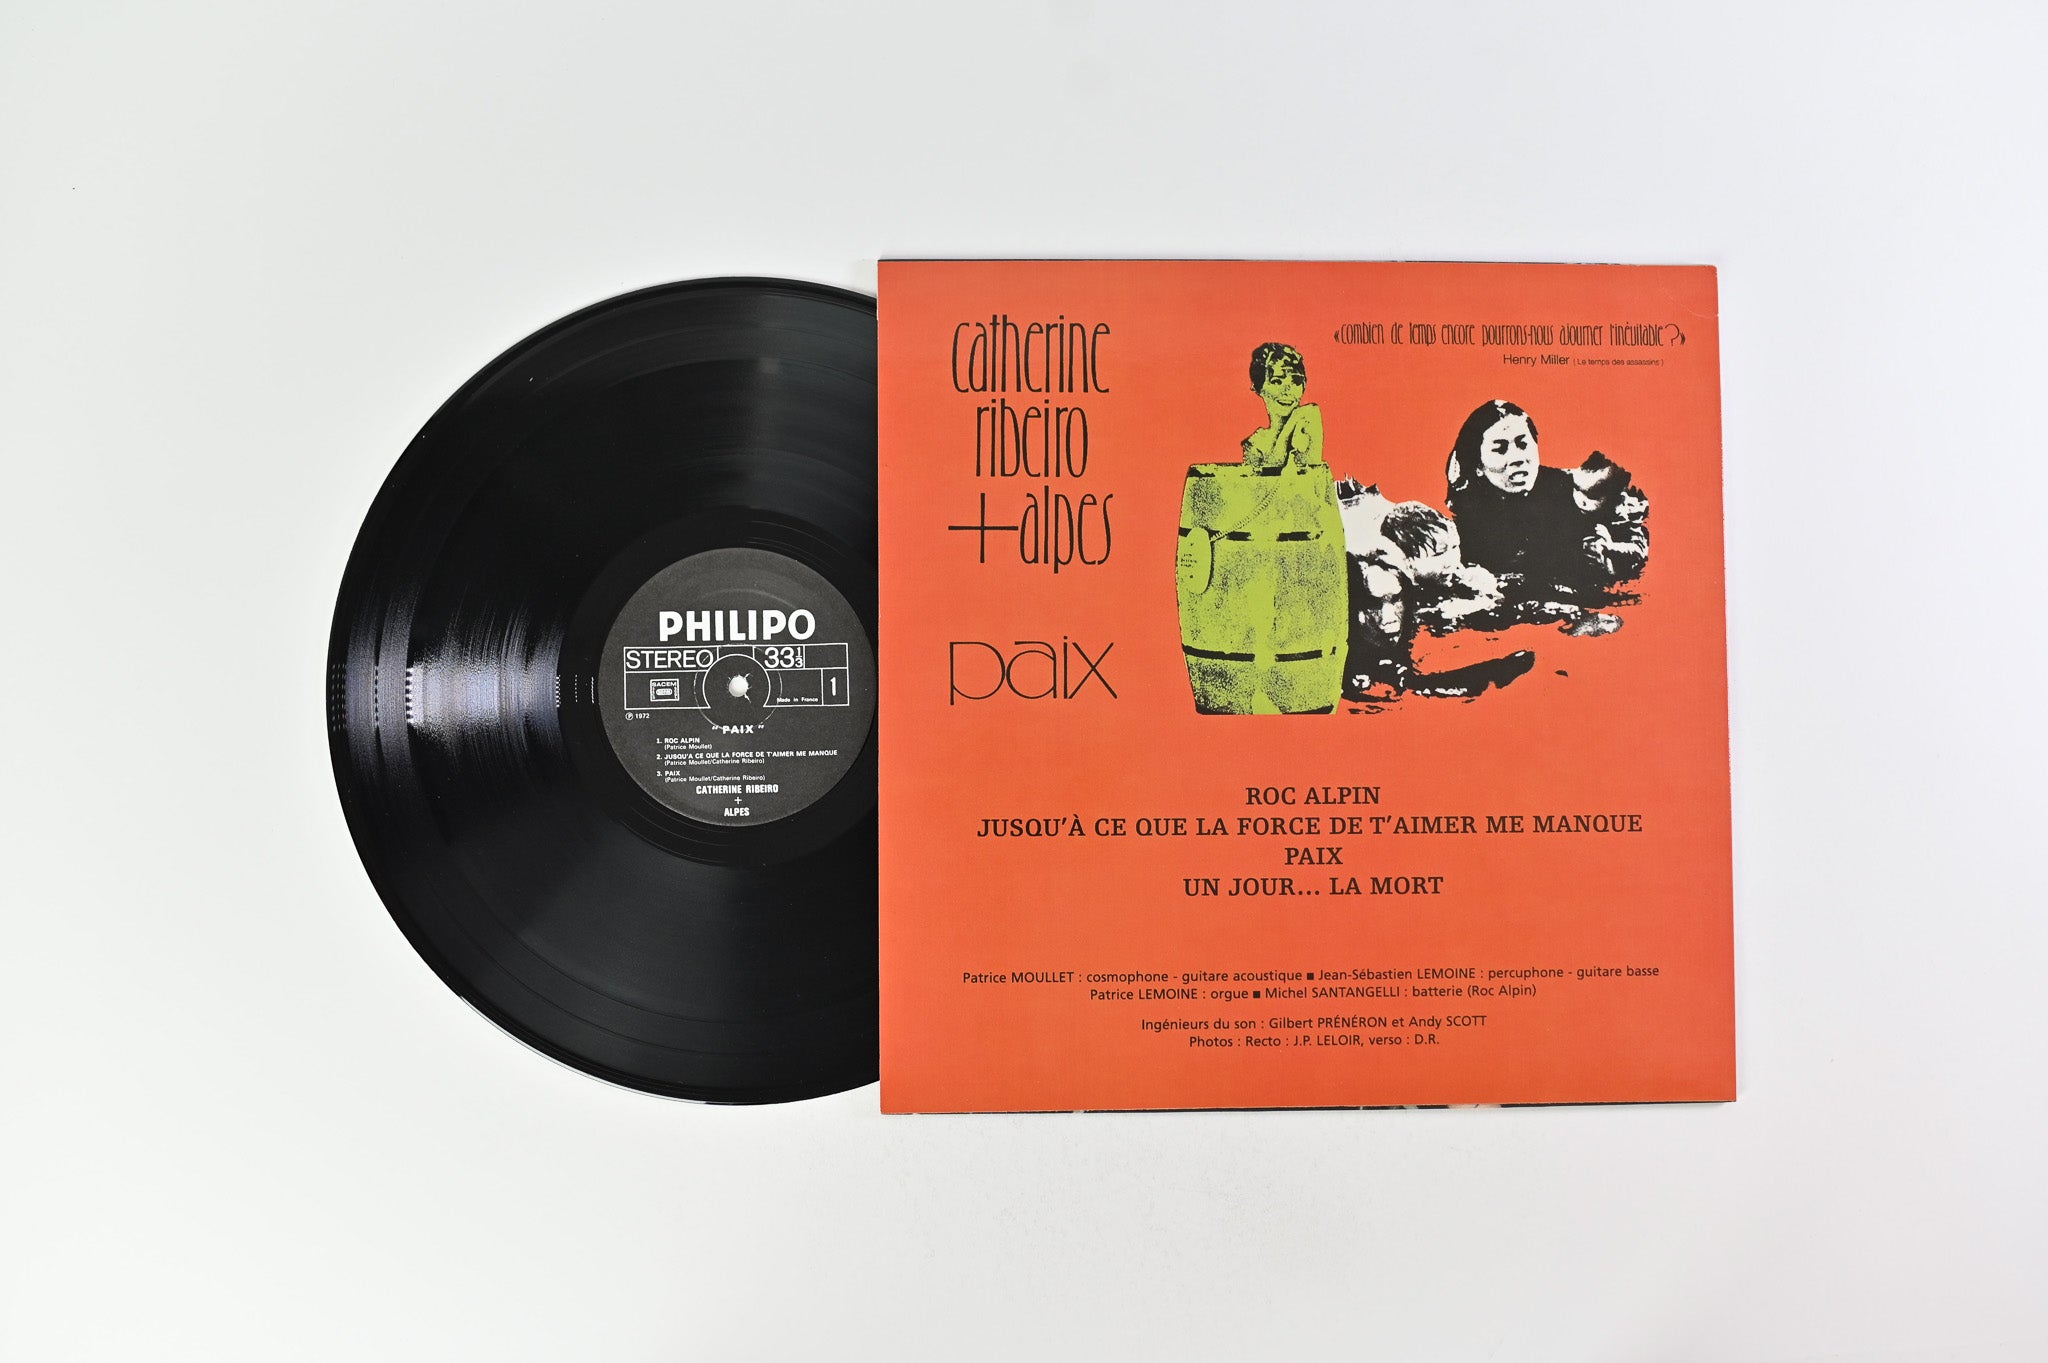 PHILIPO
STEREO 33 1/3
SACEM
Made in France 1
℗ 1972
"PAIX"
1. ROC ALPIN
(Patrice Moullet)
2. JUSQU'A CE QUE LA FORCE DE T'AIMER ME MANQUE
(Patrice Moullet/Catherine Ribeiro)
3. PAIX
(Patrice Moullet/Catherine Ribeiro)
CATHERINE RIBEIRO
+
ALPES
catherine
ribeiro
+alpes
paix
«combien de temps encore pourrons-nous ajourner l'inévitable ?»
Henry Miller (Le temps des assassins)
ROC ALPIN
JUSQU'À CE QUE LA FORCE DE T'AIMER ME MANQUE
PAIX
UN JOUR... LA MORT
Patrice MOULLET : cosmophone - guitare acoustique ■ Jean-Sébastien LEMOINE : percuphone - guitare basse
Patrice LEMOINE : orgue ■ Michel SANTANGELLI : batterie (Roc Alpin)
Ingénieurs du son : Gilbert PRÉNÉRON et Andy SCOTT
Photos : Recto : J.P. LELOIR, verso : D.R.